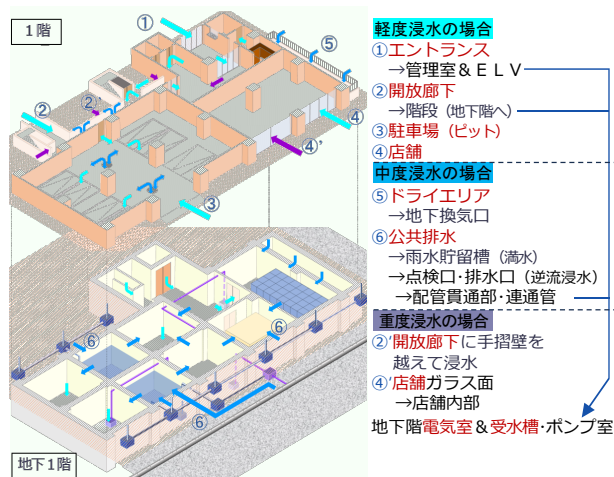 1階
①
②
②'
③
④
④'
⑤
地下1階
⑥
⑥
⑥
軽度浸水の場合
①エントランス
→管理室&ELV
②開放廊下
→階段(地下階へ)
③駐車場(ピット)
④店舗
中度浸水の場合
⑤ドライエリア
→地下換気口
⑥公共排水
→雨水貯留槽(満水)
→点検口・排水口(逆流浸水)
→配管貫通部・連通管
重度浸水の場合
②'開放廊下に手摺壁を
越えて浸水
④'店舗ガラス面
→店舗内部
地下階電気室&受水槽・ポンプ室